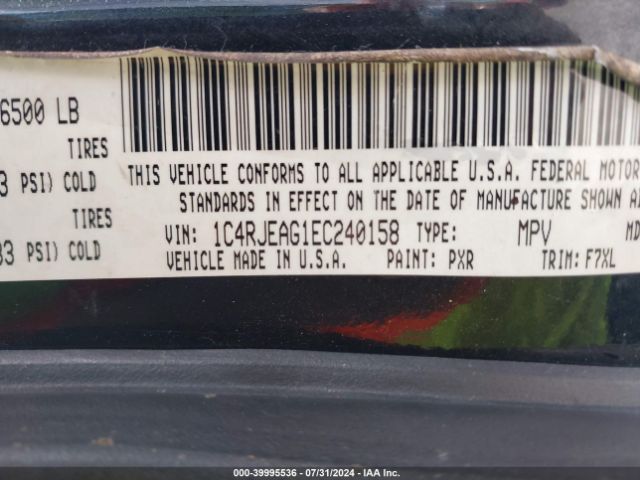 6500 LB
TIRES
3 PSI) COLD
TIRES
33 PSI) COLD
THIS VEHICLE CONFORMS TO ALL APPLICABLE U.S.A. FEDERAL MOTOR
STANDARDS IN EFFECT ON THE DATE OF MANUFACTURE SHOWN
VIN: 1C4RJEAG1EC240158 TYPE: MPV MD
VEHICLE MADE IN U.S.A. PAINT: PXR TRIM: F7XL
000-39995536 - 07/31/2024 - IAA Inc.